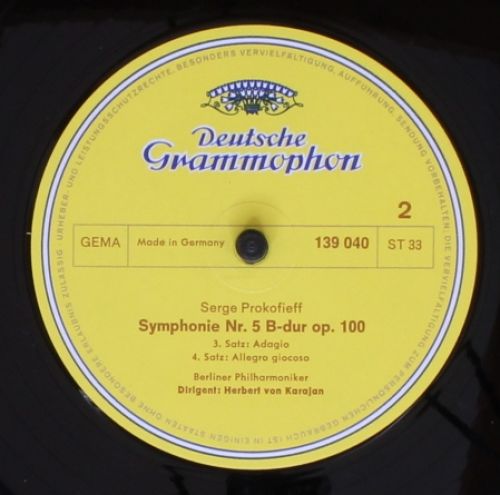 BESONDERS VERVIELFÄLTIGUNG, AUFFÜHRUNG, SENDUNG VORBEHALTEN. DIE VERVIELFÄLTIGUNG ZUM PERSÖNLICHEN GEBRAUCH IST IN EINIGEN STAATEN OHNE BESONDERE ERLAUBNIS ZULÄSSIG · URHEBER- UND LEISTUNGSSCHUTZRECHTE,
Deutsche
Grammophon
2
GEMA Made in Germany 139 040 ST 33
Serge Prokofieff
Symphonie Nr. 5 B-dur op. 100
3. Satz: Adagio
4. Satz: Allegro giocoso
Berliner Philharmoniker
Dirigent: Herbert von Karajan